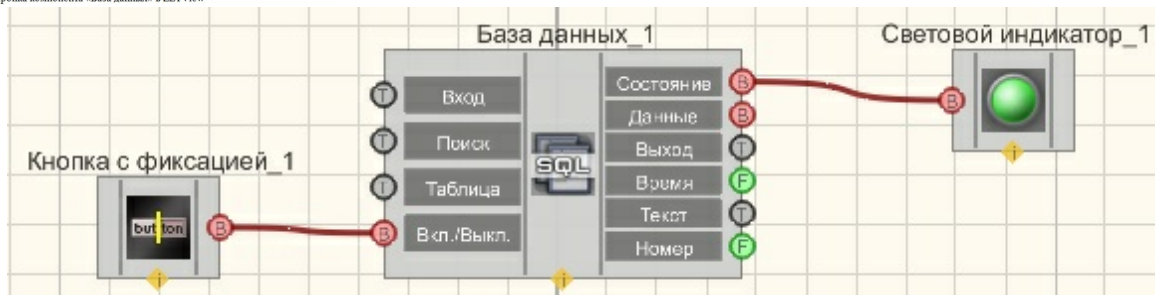 База данных_1
Световой индикатор_1
Кнопка с фиксацией_1
button
B
T
Вход
T
Поиск
T
Таблица
B
Вкл./Выкл.
SQL
Состояние
B
Данные
B
Выход
T
Время
F
Текст
T
Номер
F
B
i
i
i